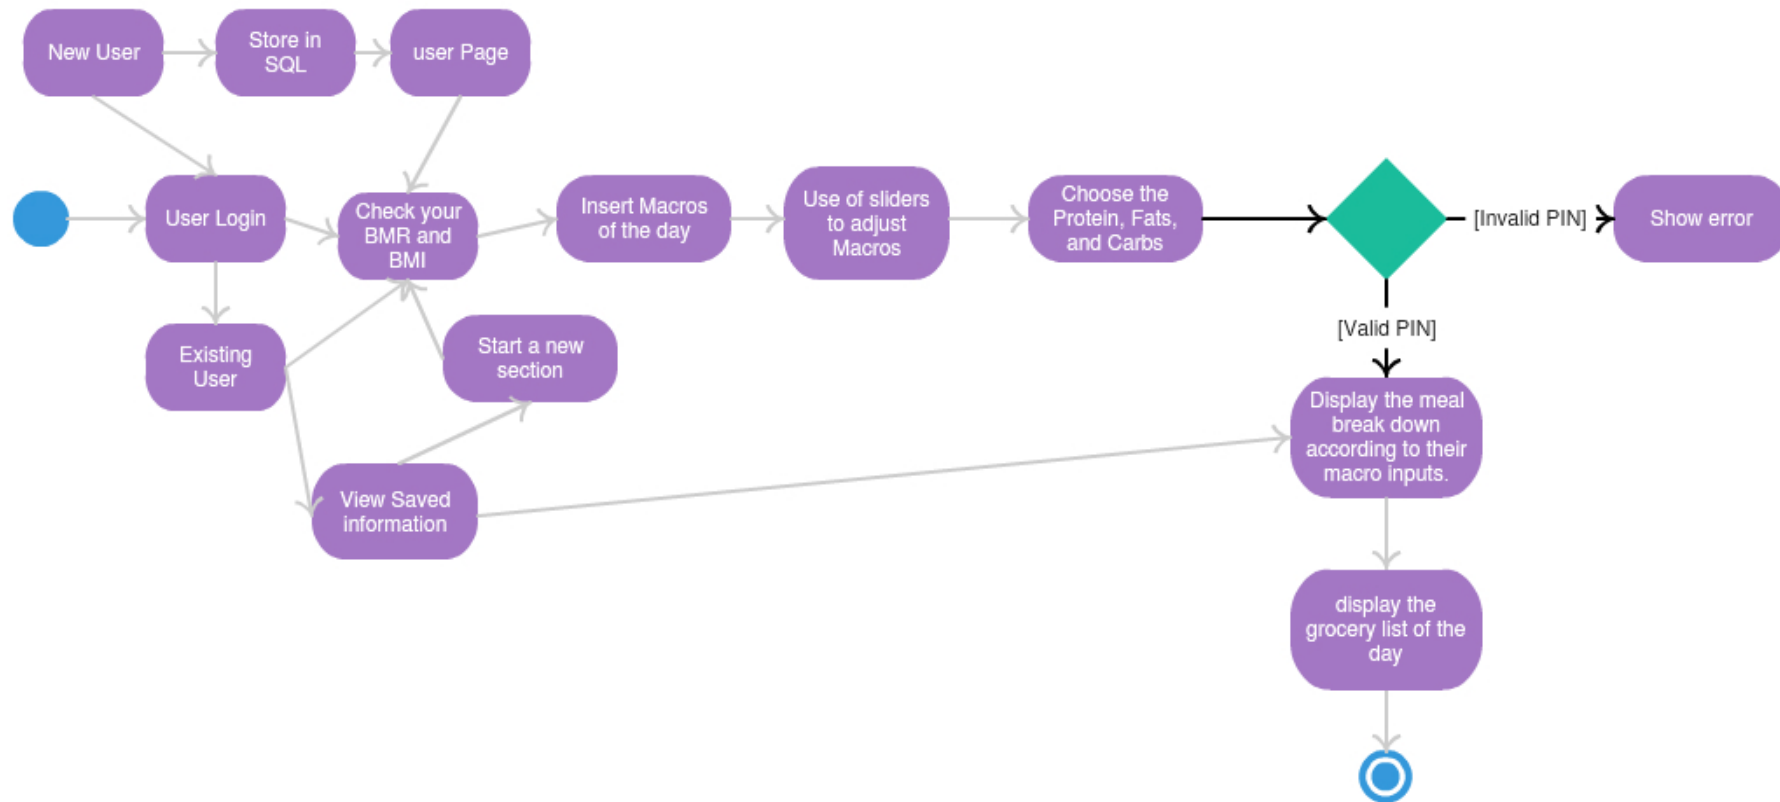 New User
Store in
SQL
user Page
User Login
Check your
BMR and
BMI
Insert Macros
of the day
Use of sliders
to adjust
Macros
Choose the
Protein, Fats,
and Carbs
[Invalid PIN]
Show error
[Valid PIN]
Existing
User
Start a new
section
View Saved
information
Display the meal
break down
according to their
macro inputs.
display the
grocery list of the
day